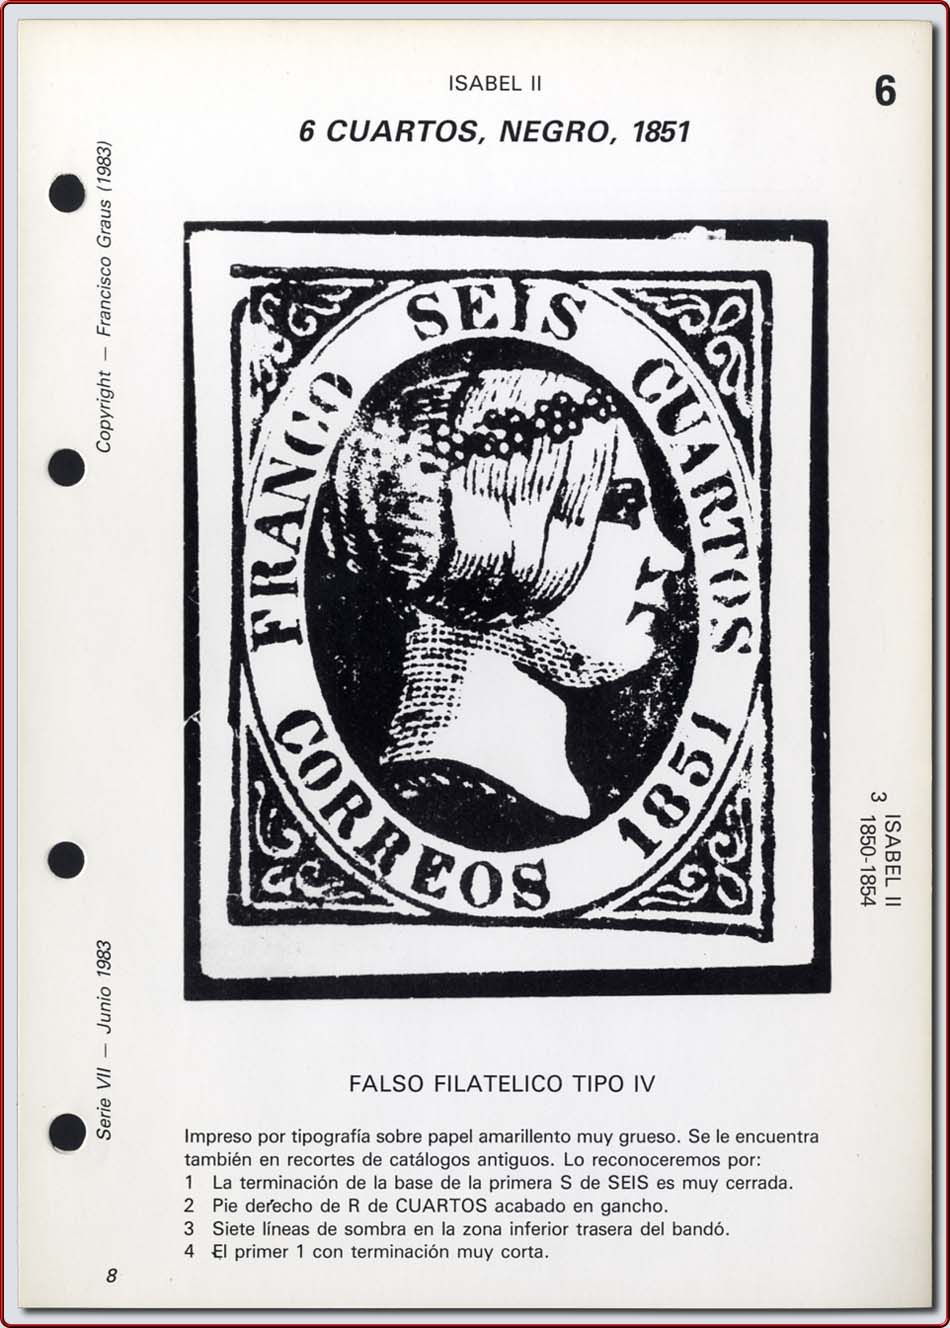 ISABEL II
6
6 CUARTOS, NEGRO, 1851
Copyright — Francisco Graus (1983)
SEIS CUARTOS
FRANCO
CORREOS 1851
3 ISABEL II
1850-1854
Serie VII — Junio 1983
FALSO FILATELICO TIPO IV
Impreso por tipografía sobre papel amarillento muy grueso. Se le encuentra
también en recortes de catálogos antiguos. Lo reconoceremos por:
1 La terminación de la base de la primera S de SEIS es muy cerrada.
2 Pie derecho de R de CUARTOS acabado en gancho.
3 Siete líneas de sombra en la zona inferior trasera del bandó.
4 El primer 1 con terminación muy corta.
8